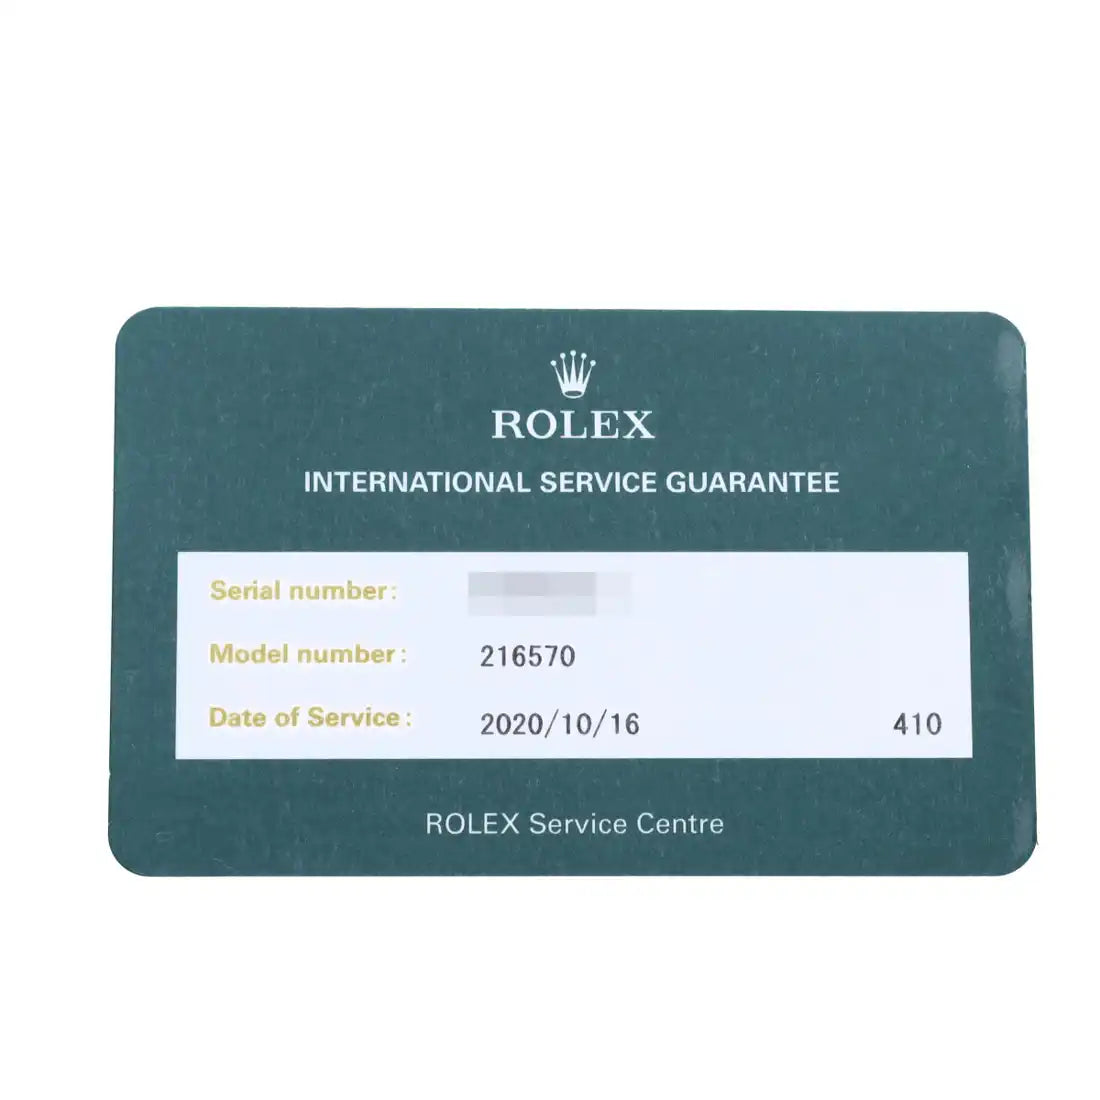 ROLEX
INTERNATIONAL SERVICE GUARANTEE
Serial number:
Model number: 216570
Date of Service: 2020/10/16 410
ROLEX Service Centre